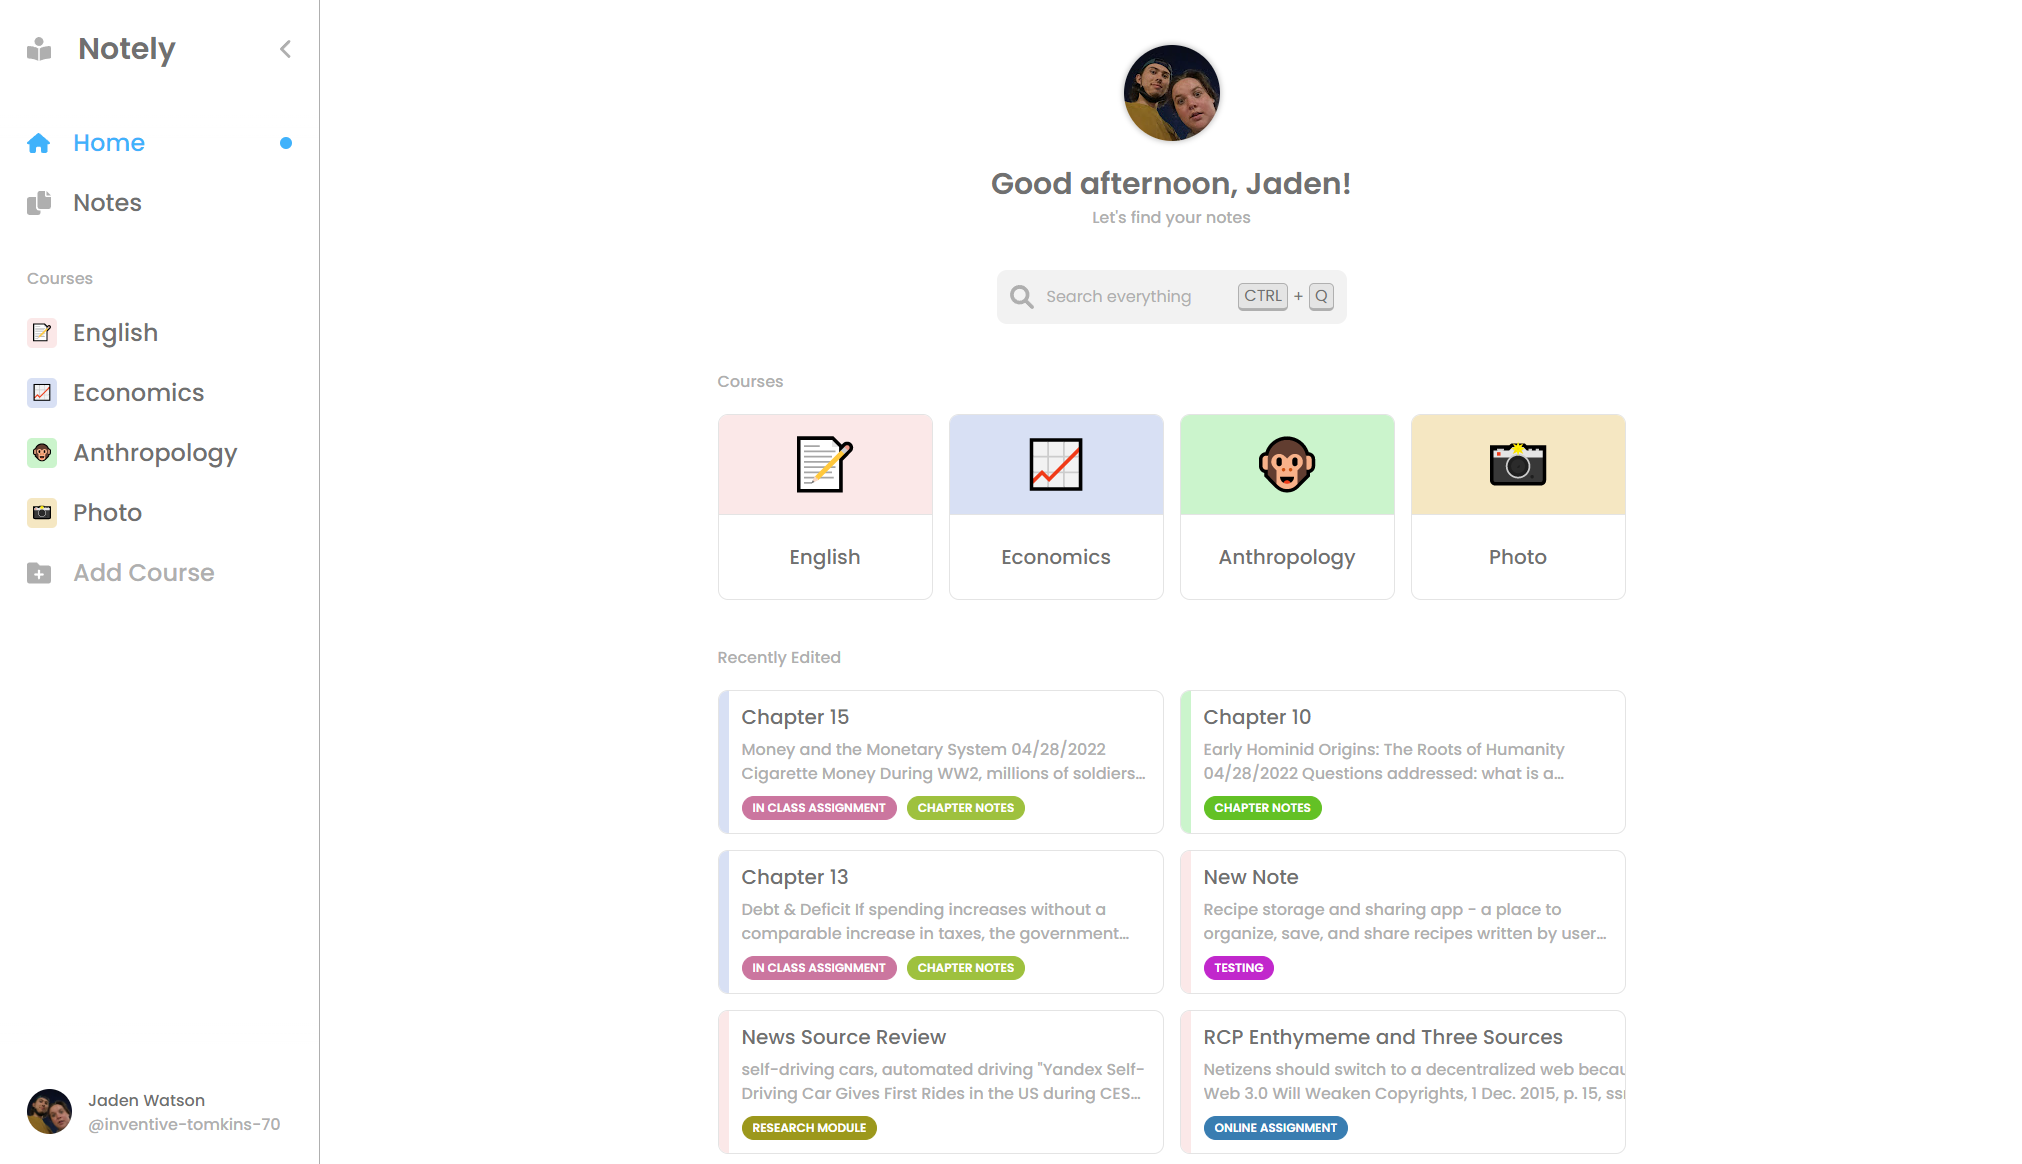 Notely
Home
Notes
Courses
English
Economics
Anthropology
Photo
Add Course
Jaden Watson
@inventive-tomkins-70
Good afternoon, Jaden!
Let's find your notes
Search everything CTRL + Q
Courses
English
Economics
Anthropology
Photo
Recently Edited
Chapter 15
Money and the Monetary System 04/28/2022
Cigarette Money During WW2, millions of soldiers...
IN CLASS ASSIGNMENT CHAPTER NOTES
Chapter 10
Early Hominid Origins: The Roots of Humanity
04/28/2022 Questions addressed: what is a...
CHAPTER NOTES
Chapter 13
Debt & Deficit If spending increases without a
comparable increase in taxes, the government...
IN CLASS ASSIGNMENT CHAPTER NOTES
New Note
Recipe storage and sharing app - a place to
organize, save, and share recipes written by user...
TESTING
News Source Review
self-driving cars, automated driving "Yandex Self-
Driving Car Gives First Rides in the US during CES...
RESEARCH MODULE
RCP Enthymeme and Three Sources
Netizens should switch to a decentralized web becau
Web 3.0 Will Weaken Copyrights, 1 Dec. 2015, p. 15, ssr
ONLINE ASSIGNMENT